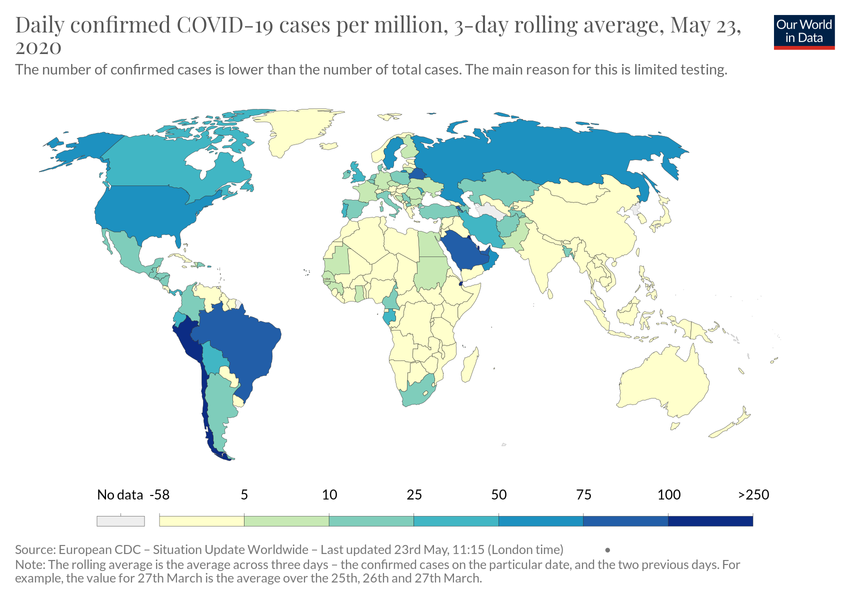 Daily confirmed COVID-19 cases per million, 3-day rolling average, May 23,
2020
Our World
in Data
The number of confirmed cases is lower than the number of total cases. The main reason for this is limited testing.
No data -58 5 10 25 50 75 100 >250
Source: European CDC – Situation Update Worldwide – Last updated 23rd May, 11:15 (London time)
Note: The rolling average is the average across three days – the confirmed cases on the particular date, and the two previous days. For
example, the value for 27th March is the average over the 25th, 26th and 27th March.